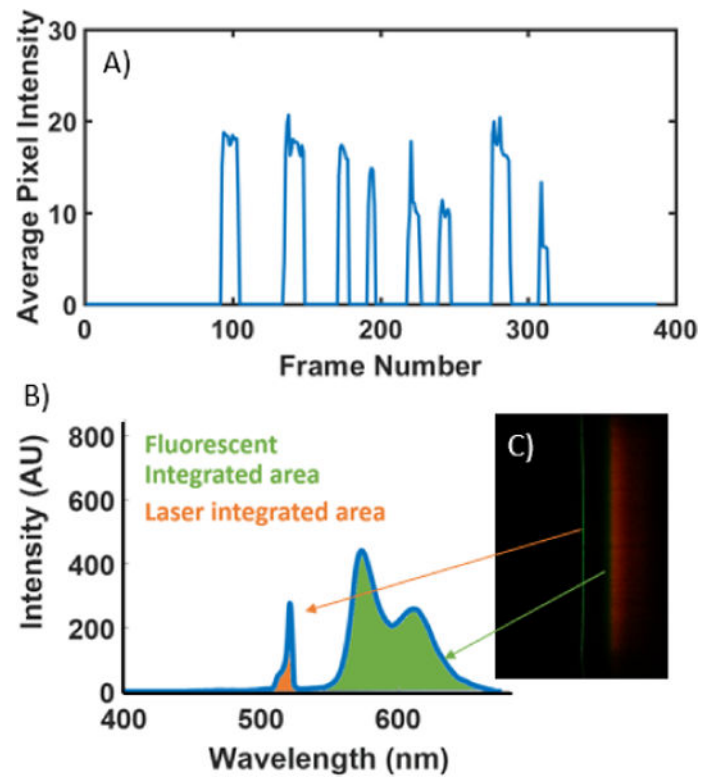 A)
30
20
10
0
Average Pixel Intensity
0 100 200 300 400
Frame Number
B)
800
600
400
200
0
Intensity (AU)
Fluorescent
Integrated area
Laser integrated area
C)
400 500 600
Wavelength (nm)